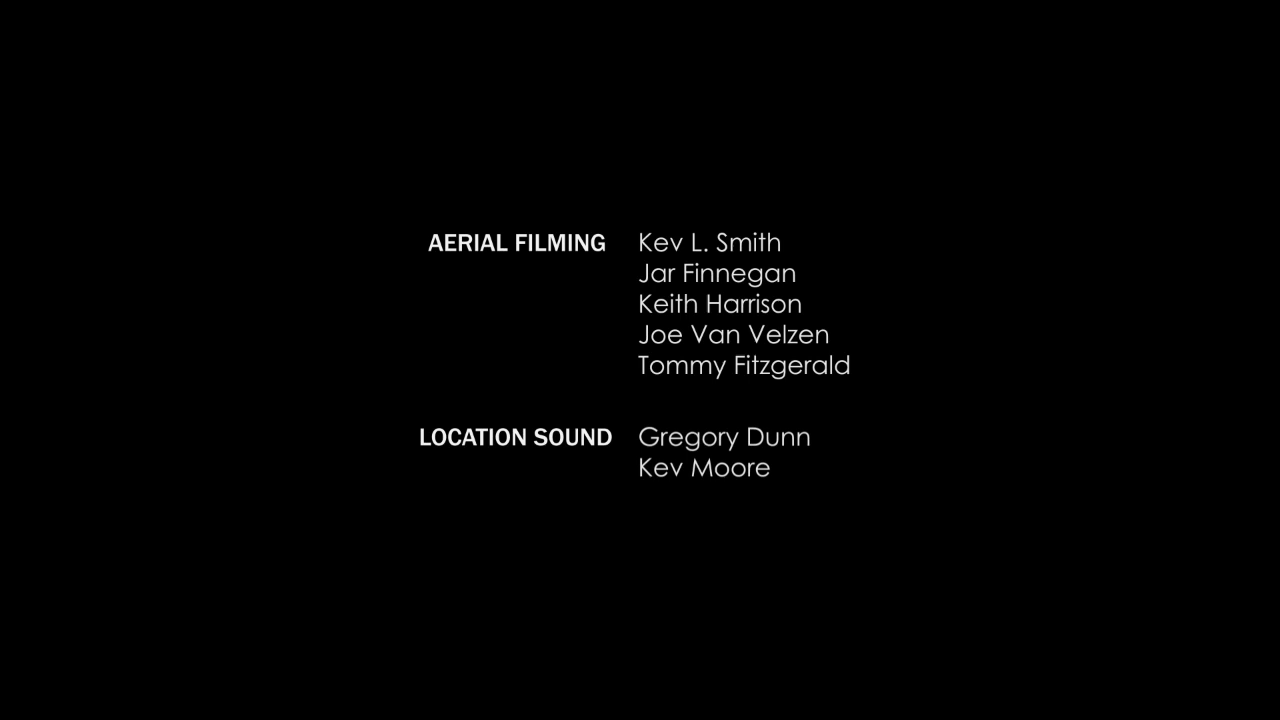 AERIAL FILMING Kev L. Smith
Jar Finnegan
Keith Harrison
Joe Van Velzen
Tommy Fitzgerald
LOCATION SOUND Gregory Dunn
Kev Moore